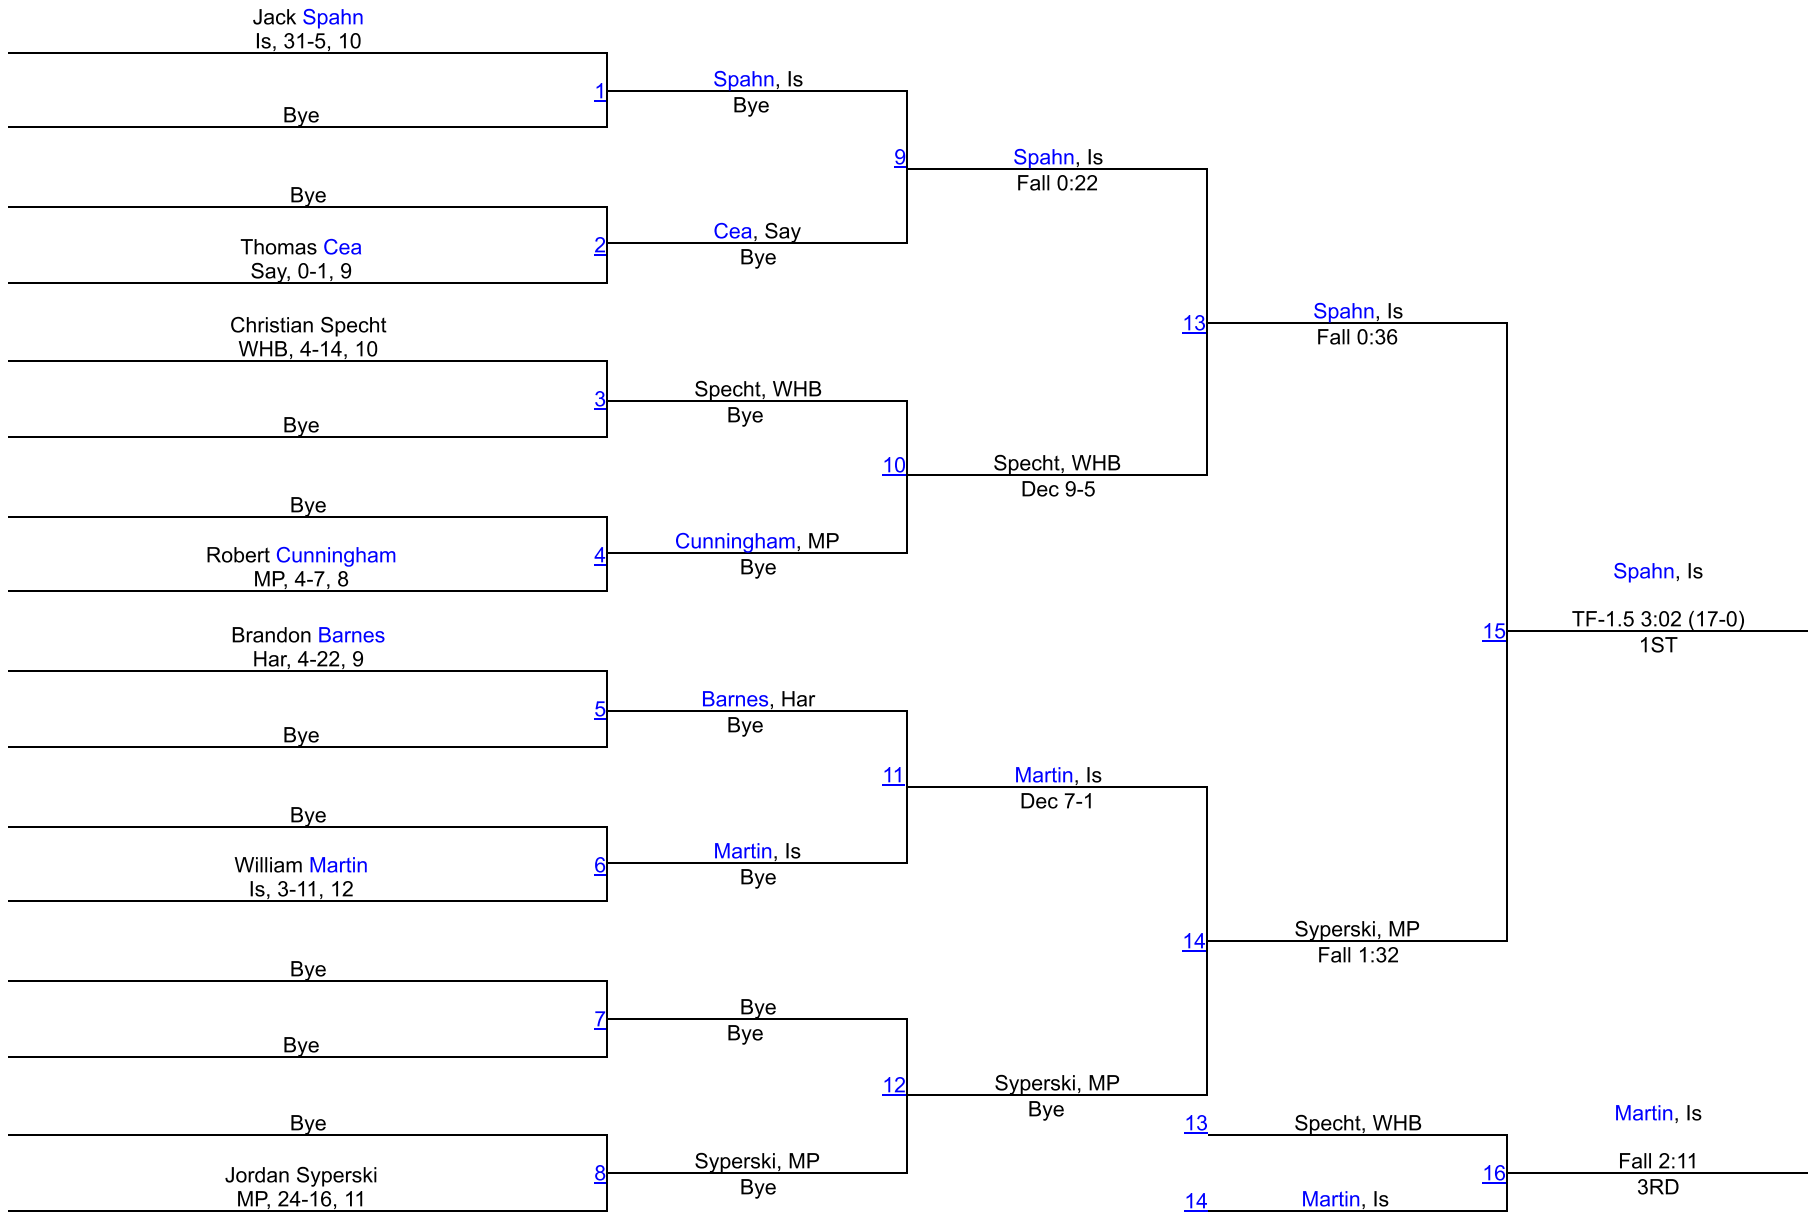 Jack Spahn
Is, 31-5, 10
1
Bye
Bye
2
Thomas Cea
Say, 0-1, 9
Christian Specht
WHB, 4-14, 10
3
Bye
Bye
4
Robert Cunningham
MP, 4-7, 8
Brandon Barnes
Har, 4-22, 9
5
Bye
Bye
6
William Martin
Is, 3-11, 12
Bye
7
Bye
Bye
8
Jordan Syperski
MP, 24-16, 11
Spahn, Is
Bye
9
Cea, Say
Bye
Specht, WHB
Bye
10
Cunningham, MP
Bye
Barnes, Har
Bye
11
Martin, Is
Bye
Bye
Bye
12
Syperski, MP
Bye
Spahn, Is
Fall 0:22
13
Specht, WHB
Dec 9-5
Martin, Is
Dec 7-1
14
Syperski, MP
Bye
Spahn, Is
Fall 0:36
15
Syperski, MP
Fall 1:32
Spahn, Is
TF-1.5 3:02 (17-0)
1ST
13
Specht, WHB
16
14
Martin, Is
Martin, Is
Fall 2:11
3RD